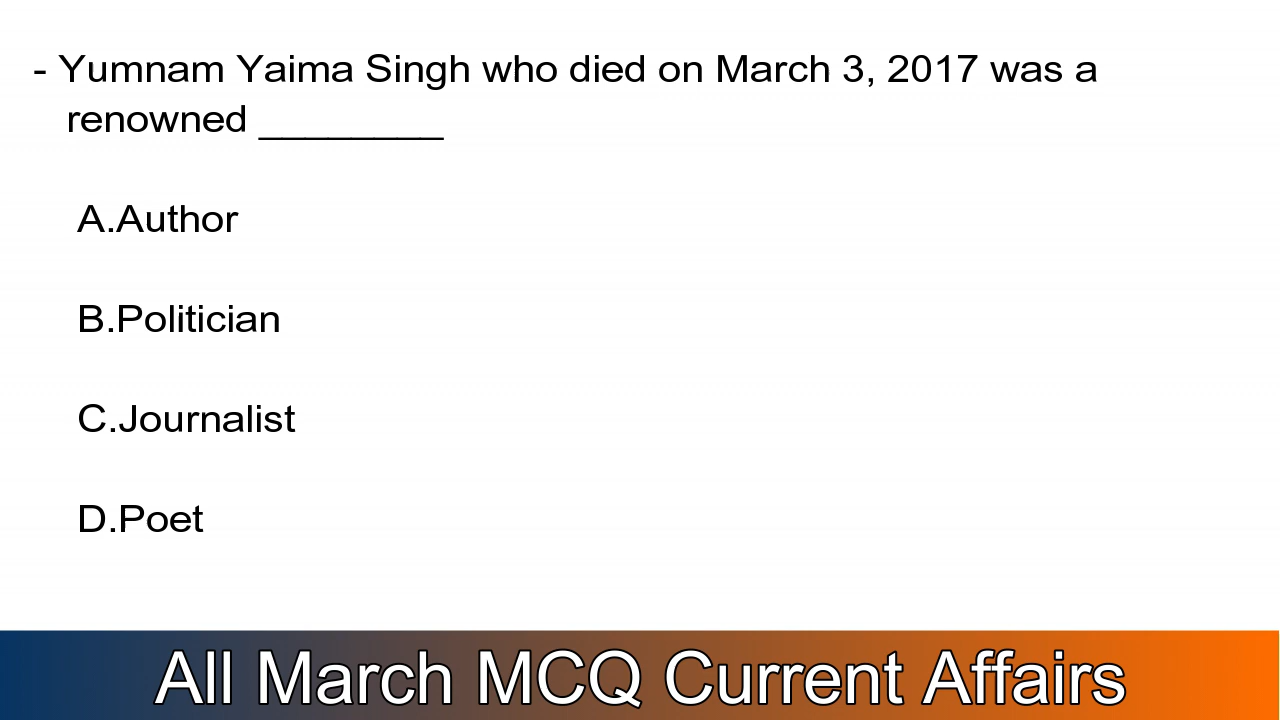 - Yumnam Yaima Singh who died on March 3, 2017 was a
renowned ________
A.Author
B.Politician
C.Journalist
D.Poet
All March MCQ Current Affairs